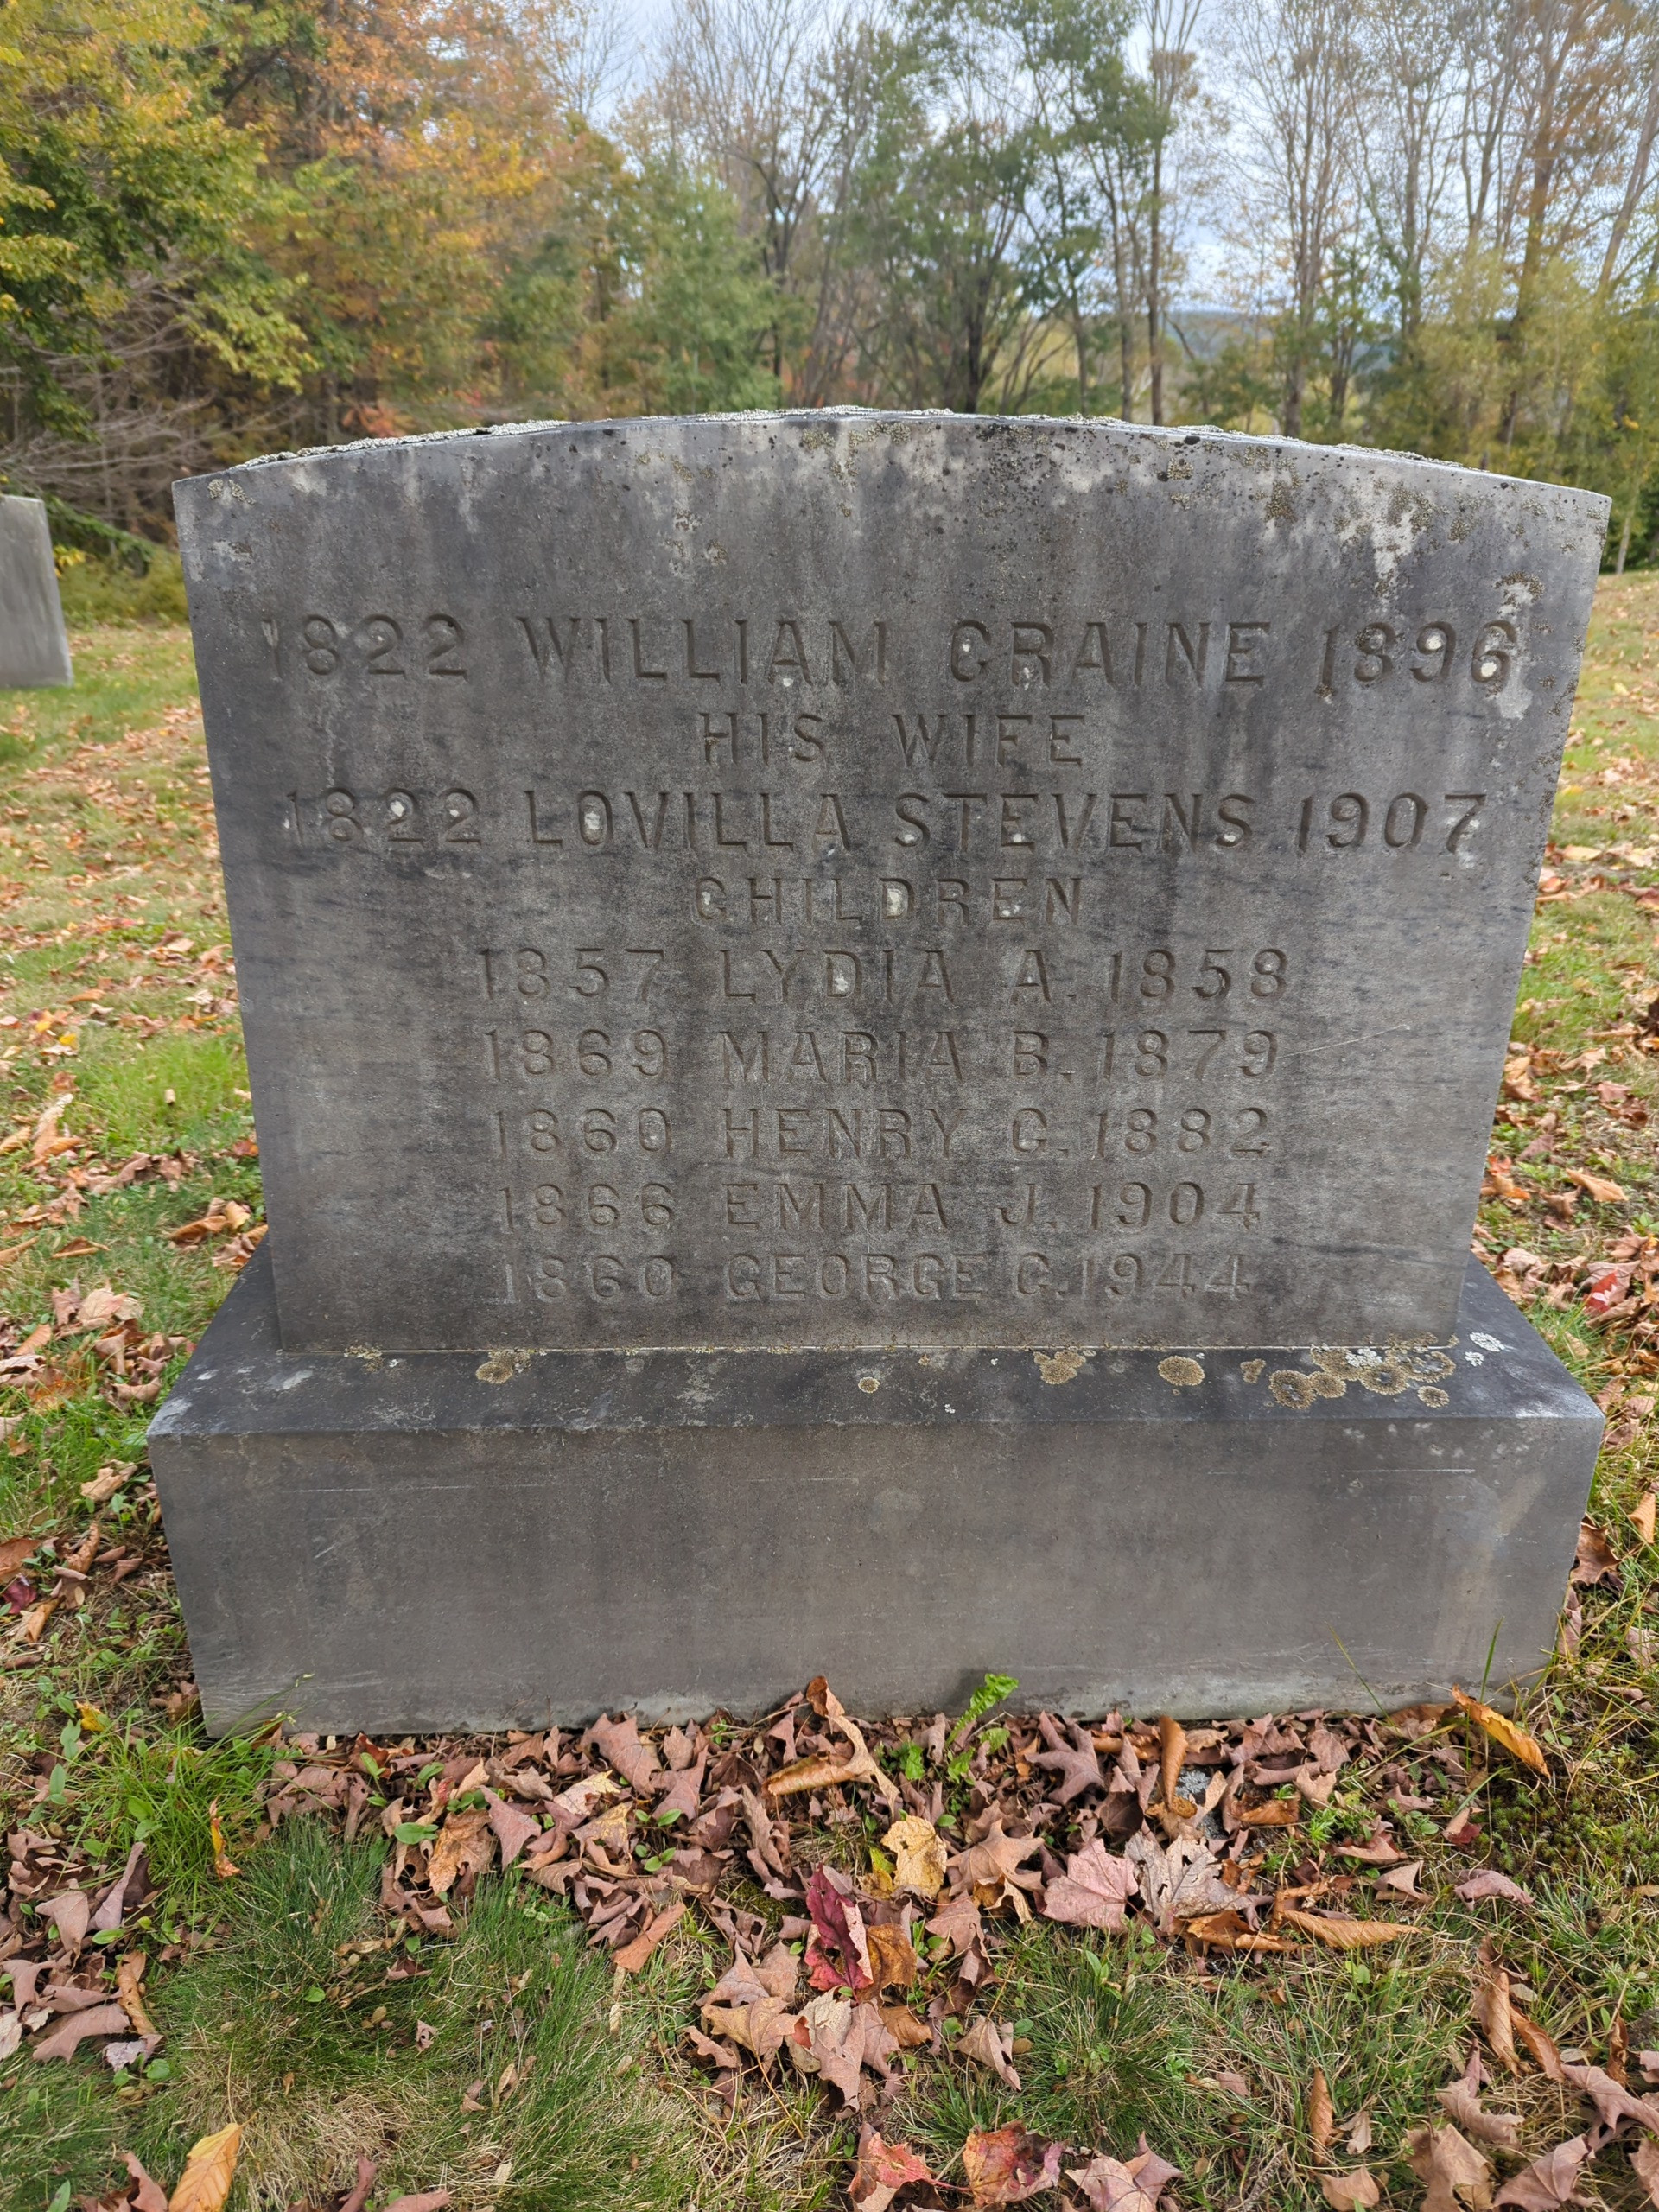 1822 WILLIAM CRAINE 1896
HIS WIFE
1822 LOVILLA STEVENS 1907
CHILDREN
1857 LYDIA A. 1858
1869 MARIA B. 1879
1860 HENRY C. 1882
1866 EMMA J. 1904
1860 GEORGE C. 1944